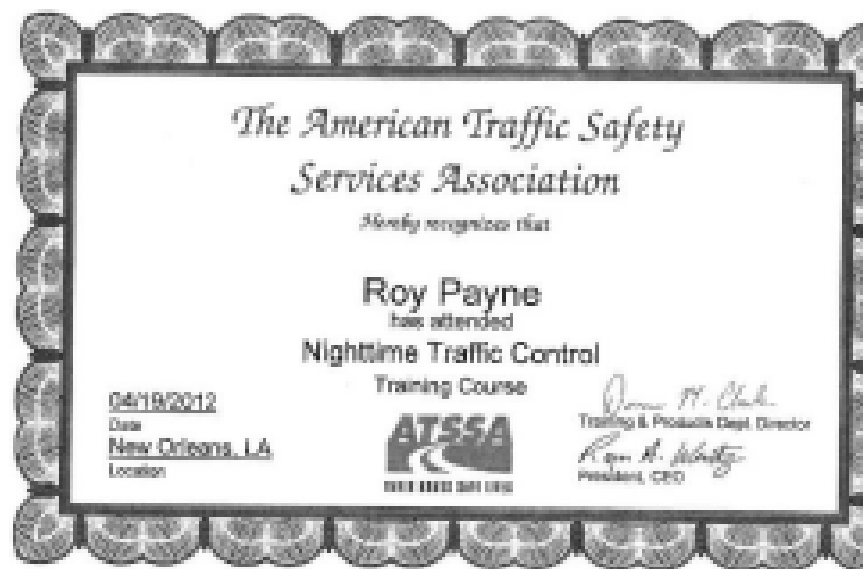 The American Traffic Safety
Services Association
Hereby recognizes that
Roy Payne
has attended
Nighttime Traffic Control
Training Course
04/19/2012
Date
New Orleans, LA
Location
ATSSA
Training & Products Dept. Director
President, CEO